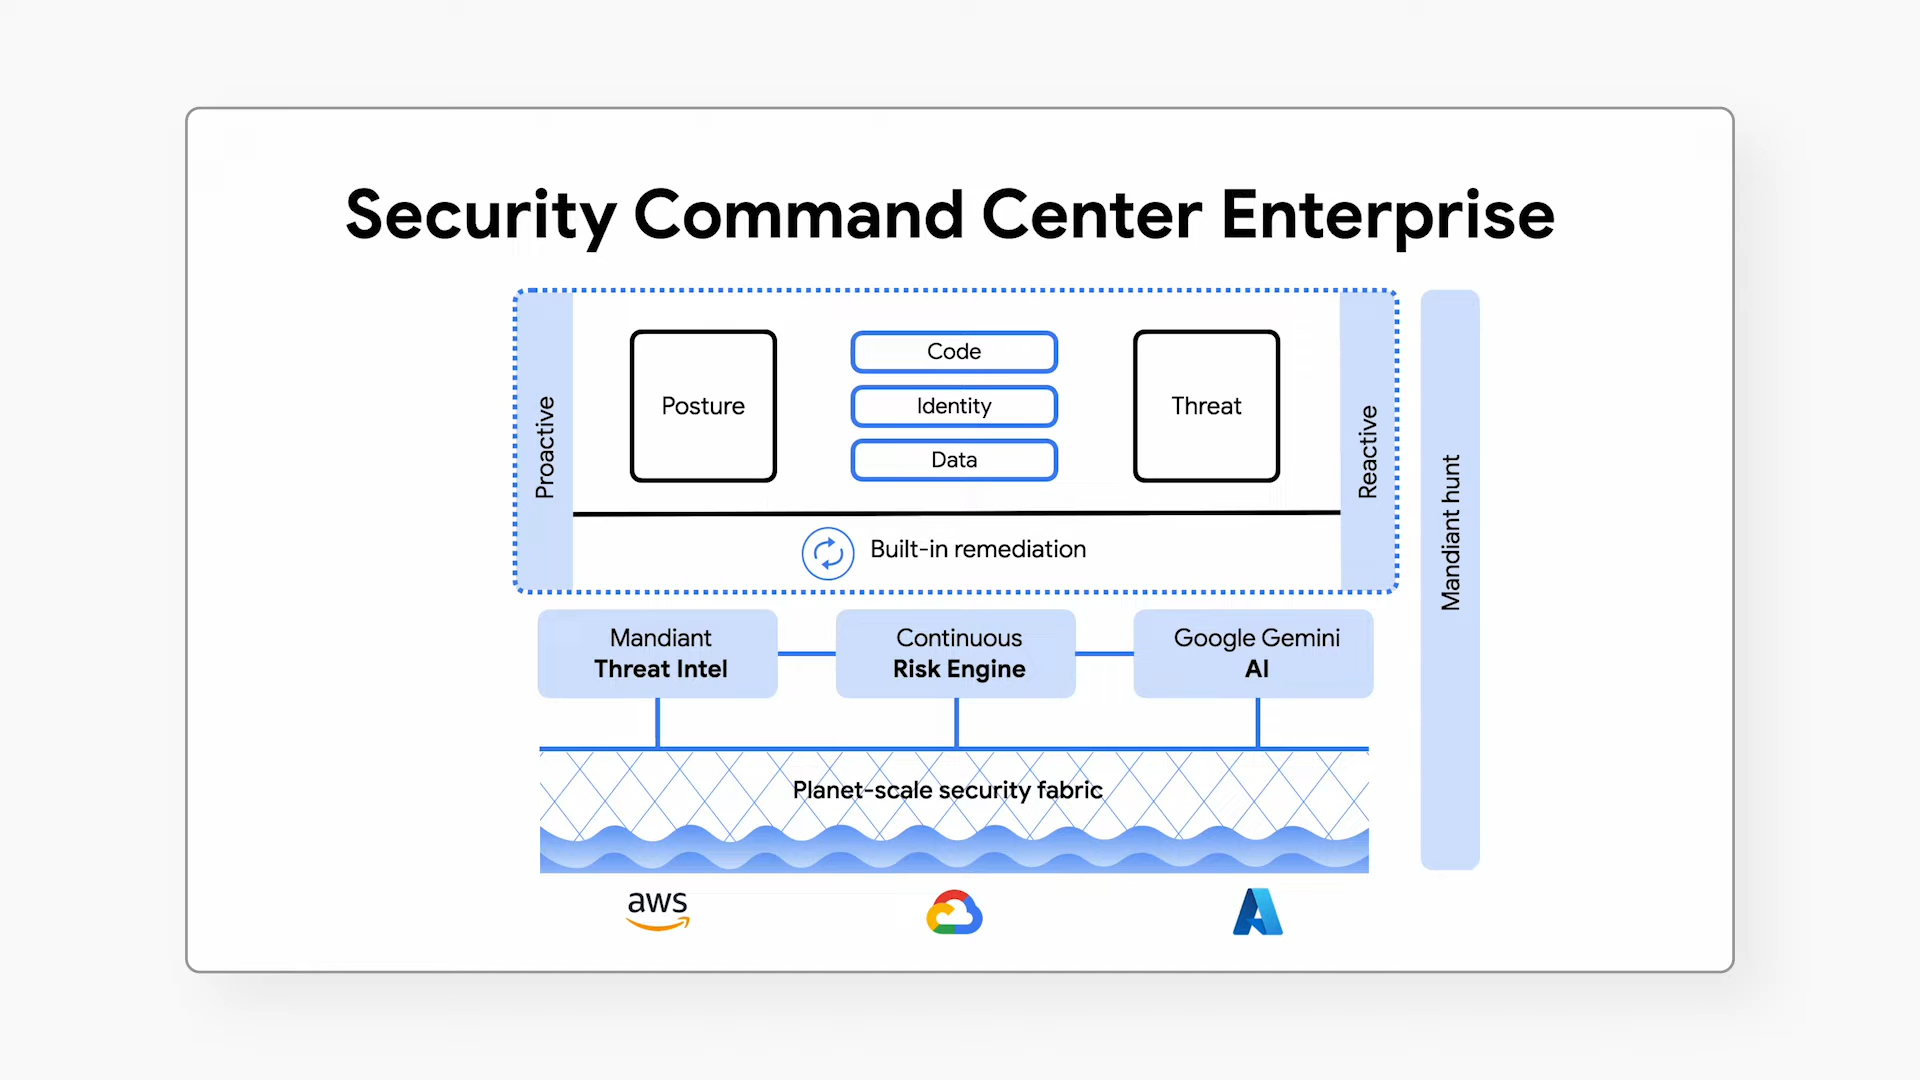 Security Command Center Enterprise
Proactive
Posture
Code
Identity
Data
Threat
Reactive
Built-in remediation
Mandiant hunt
Mandiant
Threat Intel
Continuous
Risk Engine
Google Gemini
AI
Planet-scale security fabric
aws